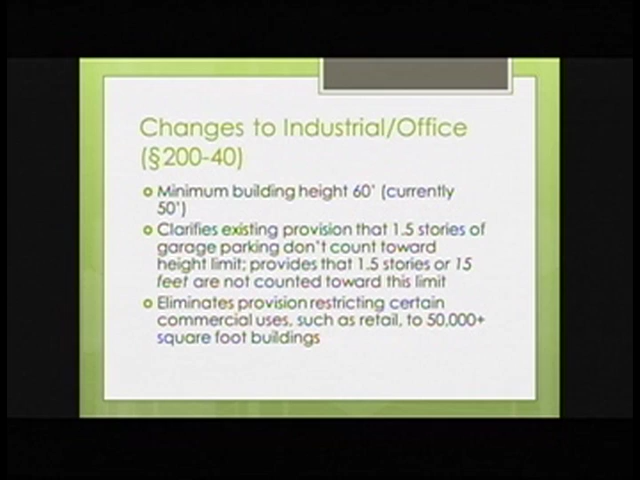 Changes to Industrial/Office
(§200-40)
Minimum building height 60' (currently
50')
Clarifies existing provision that 1.5 stories of
garage parking don't count toward
height limit; provides that 1.5 stories or 15
feet are not counted toward this limit
Eliminates provision restricting certain
commercial uses, such as retail, to 50,000+
square foot buildings